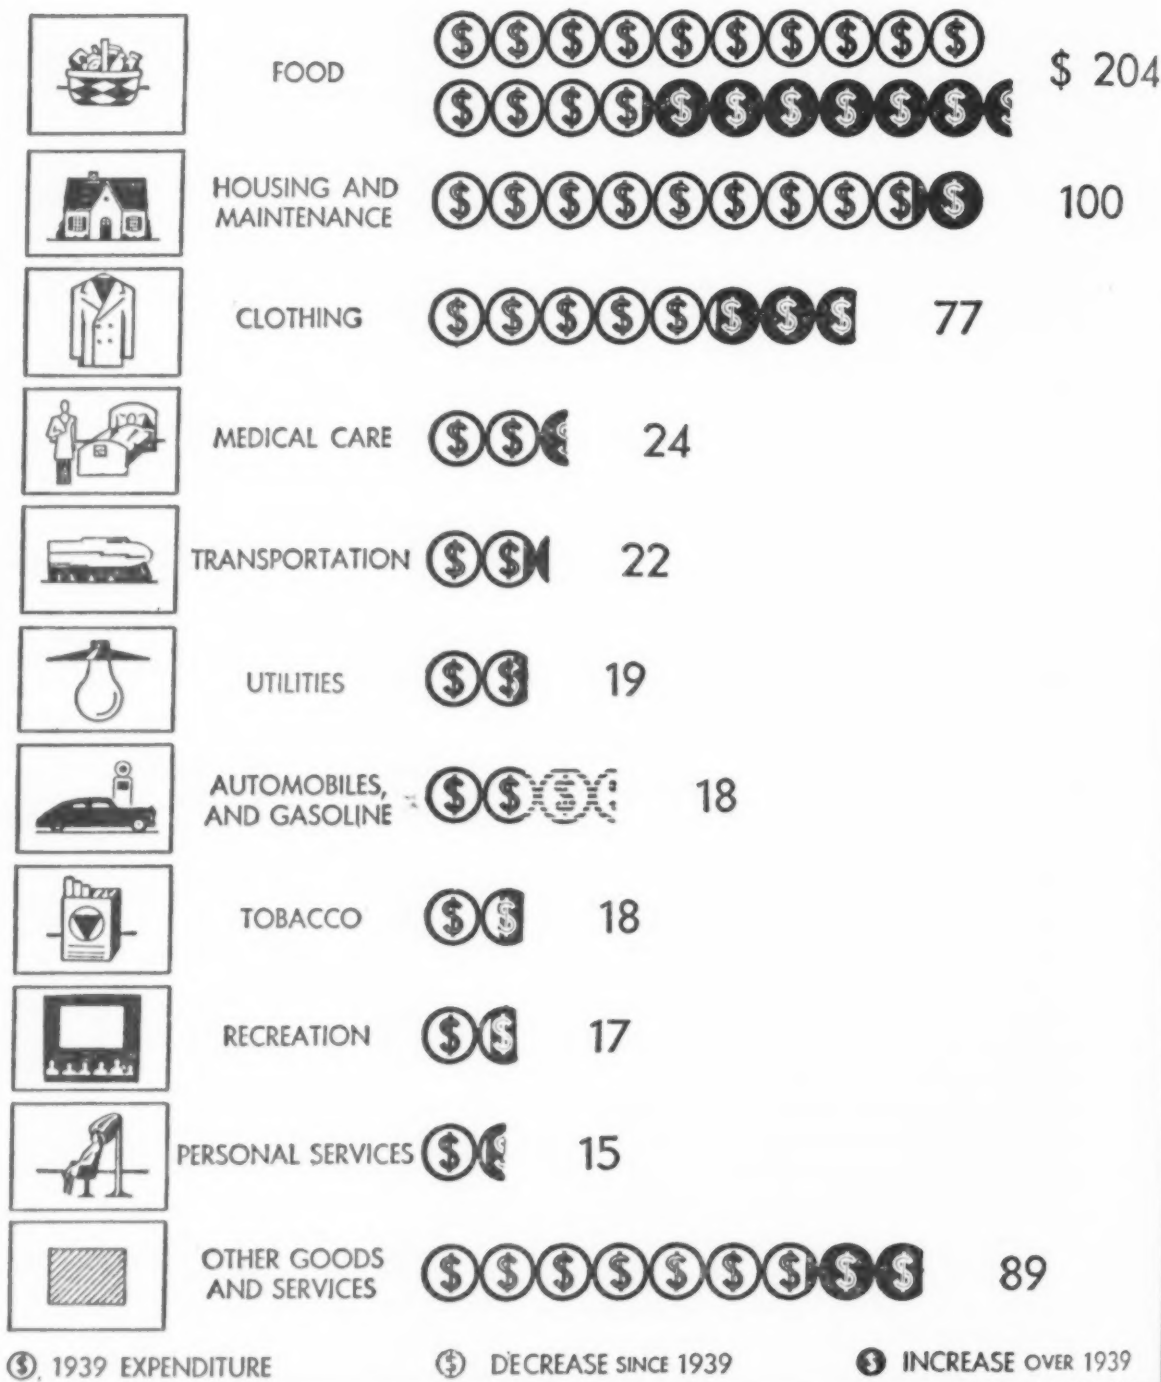 FOOD
$ 204
HOUSING AND
MAINTENANCE
100
CLOTHING
77
MEDICAL CARE
24
TRANSPORTATION
22
UTILITIES
19
AUTOMOBILES,
AND GASOLINE
18
TOBACCO
18
RECREATION
17
PERSONAL SERVICES
15
OTHER GOODS
AND SERVICES
89
$. 1939 EXPENDITURE
$ DECREASE SINCE 1939
$ INCREASE OVER 1939